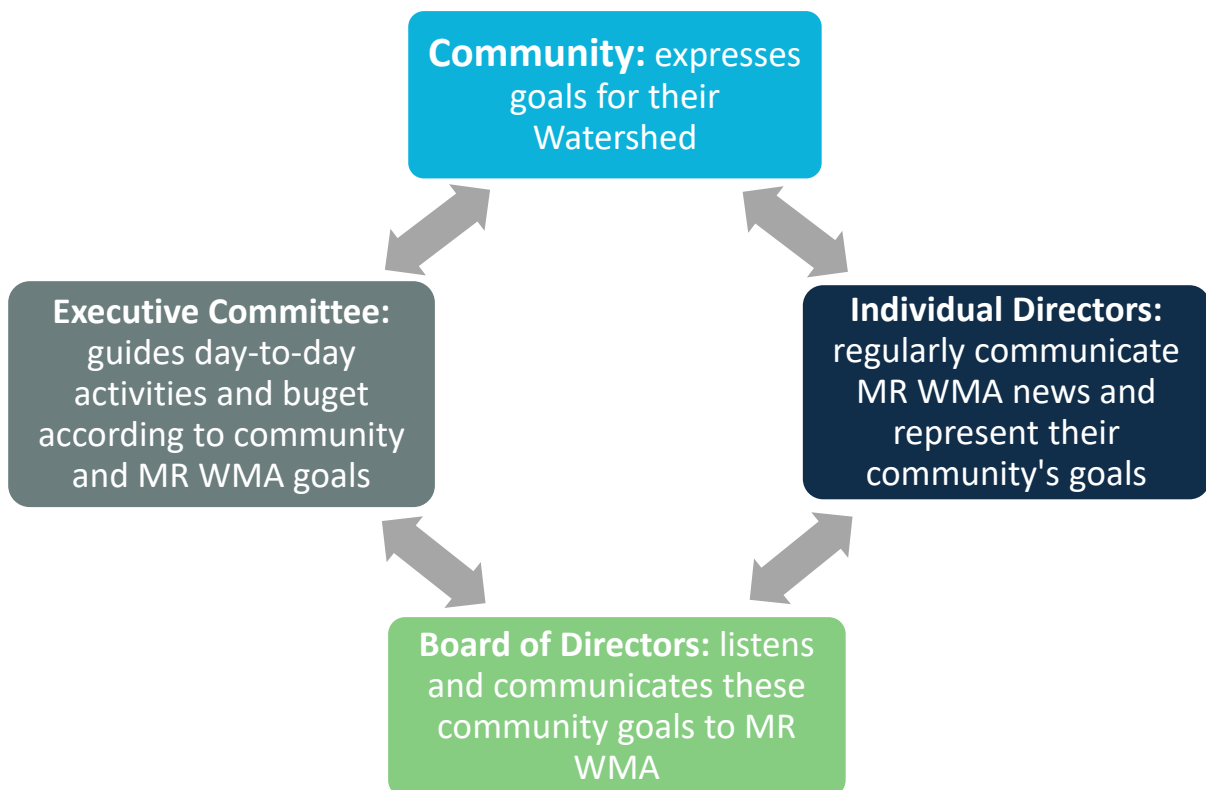 Community: expresses
goals for their
Watershed
Executive Committee:
guides day-to-day
activities and buget
according to community
and MR WMA goals
Individual Directors:
regularly communicate
MR WMA news and
represent their
community's goals
Board of Directors: listens
and communicates these
community goals to MR
WMA